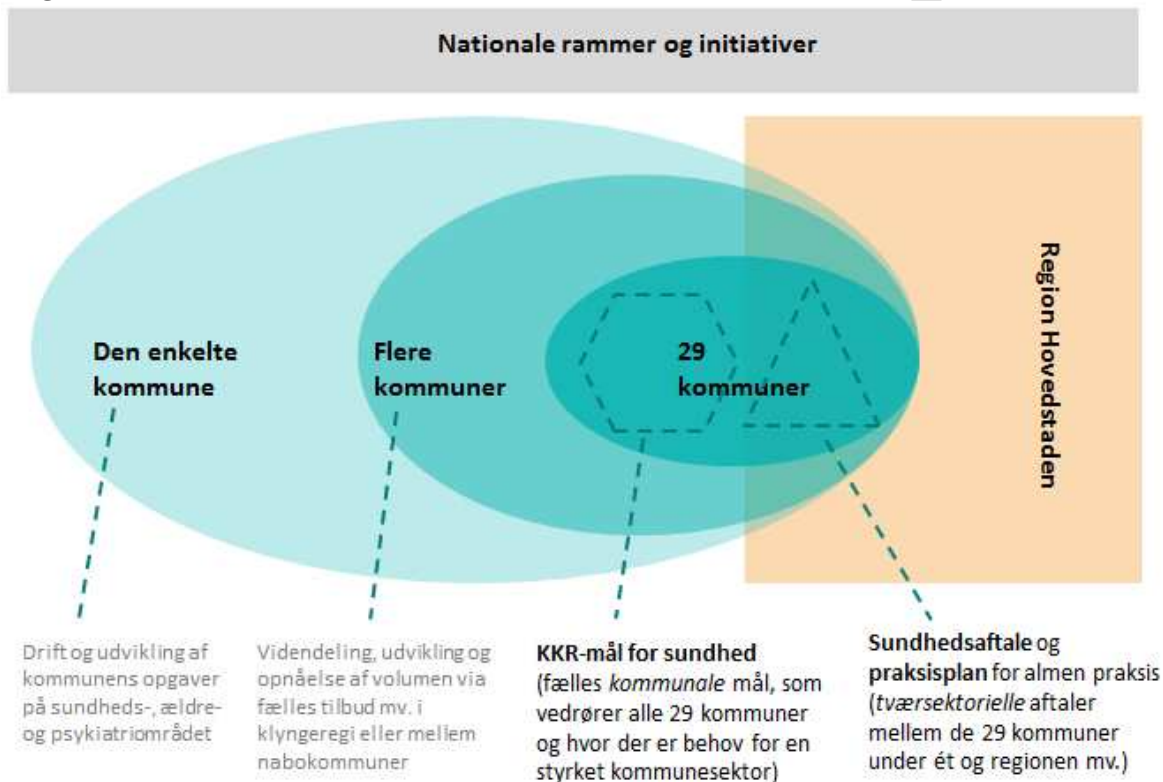 Nationale rammer og initiativer
Den enkelte
kommune
Flere
kommuner
29
kommuner
Region Hovedstaden
Drift og udvikling af
kommunens opgaver
på sundheds-, ældre-
og psykiatriområdet
Videndeling, udvikling og
opnåelse af volumen via
fælles tilbud mv. i
klyngeregi eller mellem
nabokommuner
KKR-mål for sundhed
(fælles kommunale mål, som
vedrører alle 29 kommuner
og hvor der er behov for en
styrket kommunesektor)
Sundhedsaftale og
praksisplan for almen praksis
(tværsektorielle aftaler
mellem de 29 kommuner
under ét og regionen mv.)